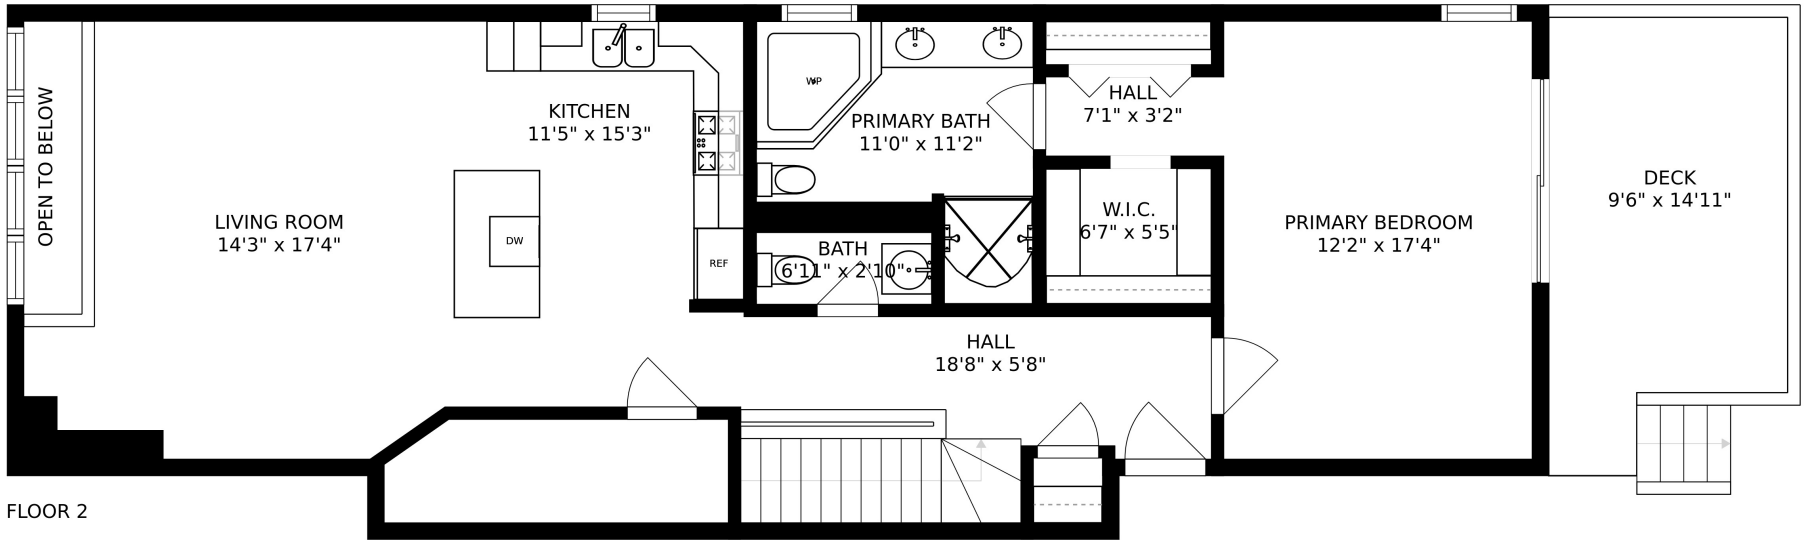 OPEN TO BELOW
LIVING ROOM
14'3" x 17'4"
KITCHEN
11'5" x 15'3"
DW
REF
WP
PRIMARY BATH
11'0" x 11'2"
BATH
6'11" x 2'10"
HALL
7'1" x 3'2"
W.I.C.
6'7" x 5'5"
HALL
18'8" x 5'8"
PRIMARY BEDROOM
12'2" x 17'4"
DECK
9'6" x 14'11"
FLOOR 2